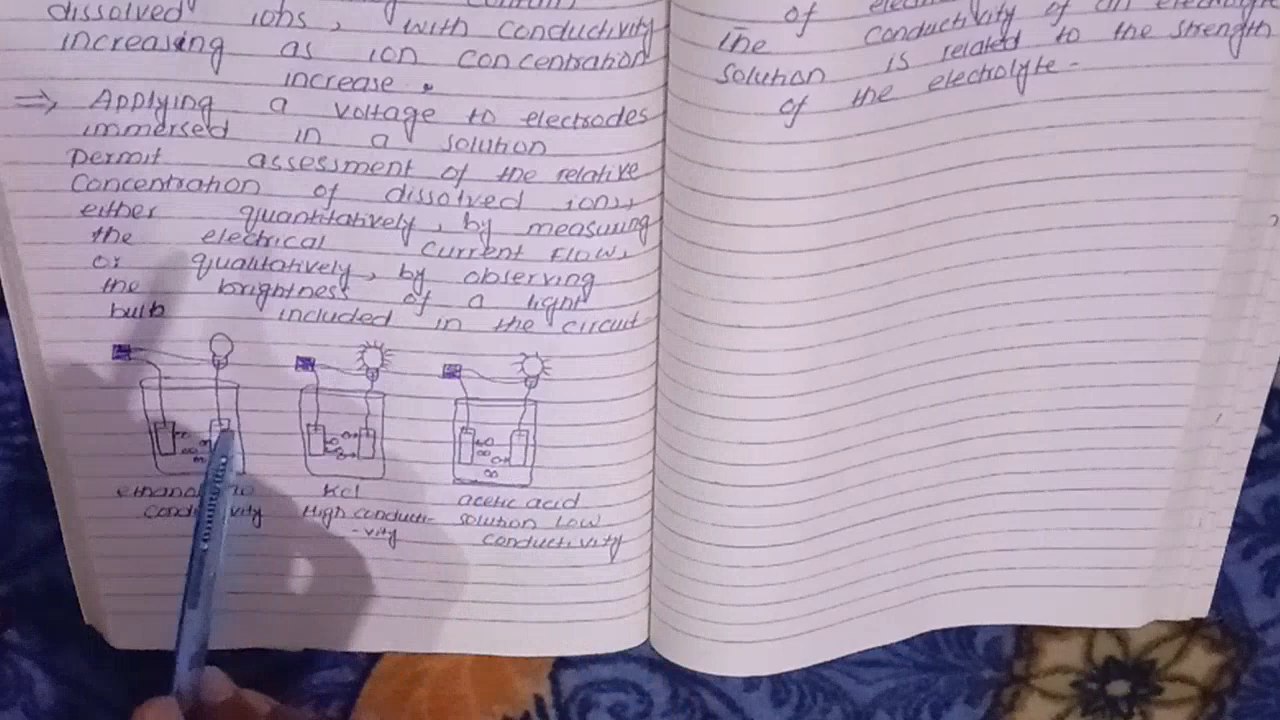 dissolved ions, with conductivity
increasing as ion concentration
increase.
⇒ Applying a voltage to electrodes
immersed in a solution
permit assessment of the relative
concentration of dissolved ions,
either quantitatively, by measuring
the electrical current flow,
or qualitatively, by observing
the brightness of a light
bulb included in the circuit
ethanol
KCl
High conducti-
-vity
acetic acid
solution low
conductivity
of
the conductivity of an
solution is related to the strength
of the electrolyte.